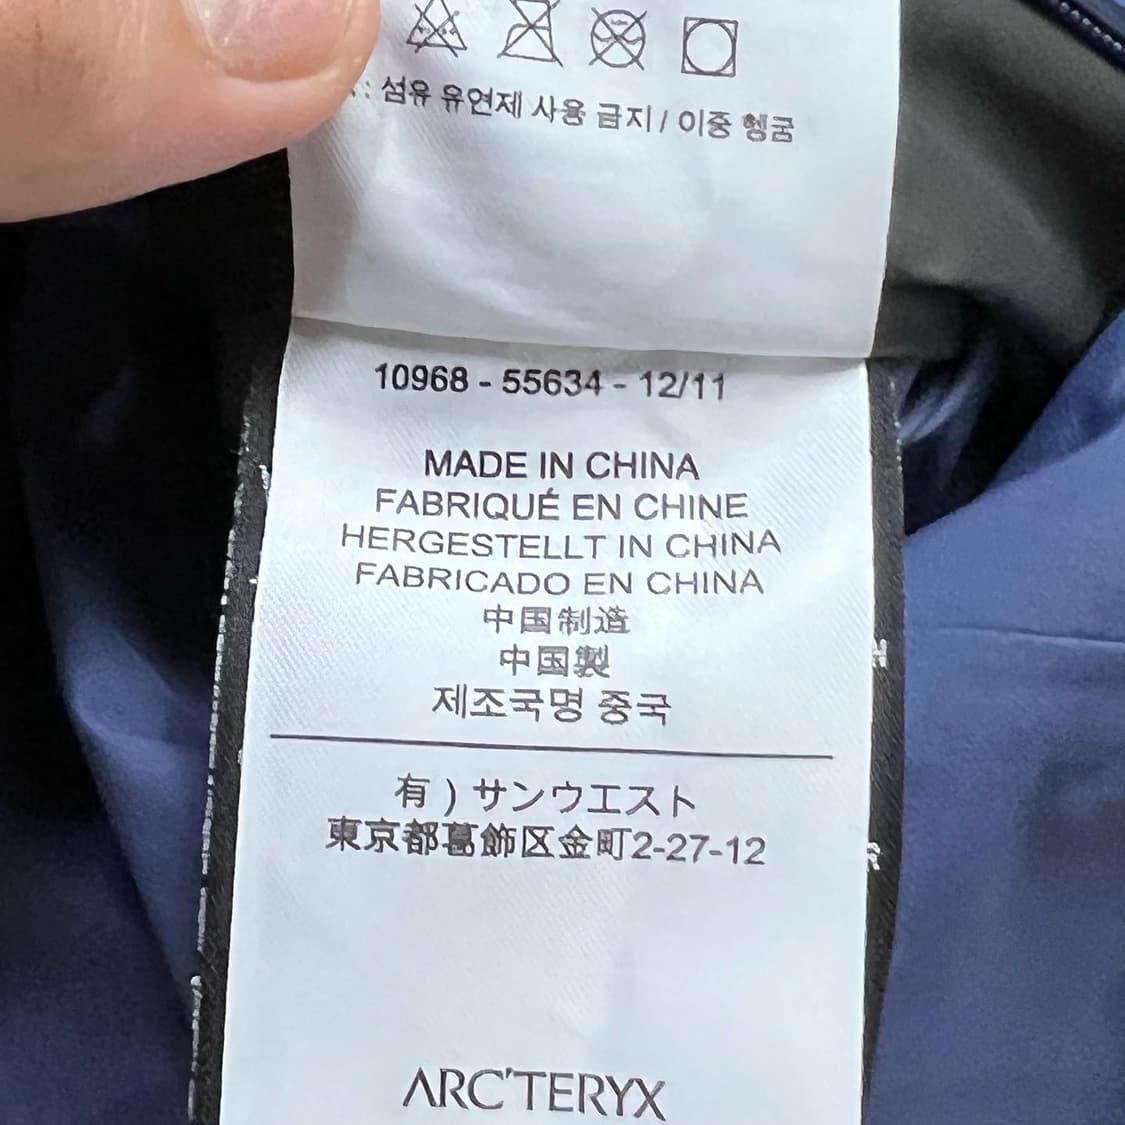 : 섬유 유연제 사용 금지 / 이중 헹굼
10968 - 55634 - 12/11
MADE IN CHINA
FABRIQUÉ EN CHINE
HERGESTELLT IN CHINA
FABRICADO EN CHINA
中国制造
中国製
제조국명 중국
有 ) サンウエスト
東京都葛飾区金町2-27-12
ARC'TERYX